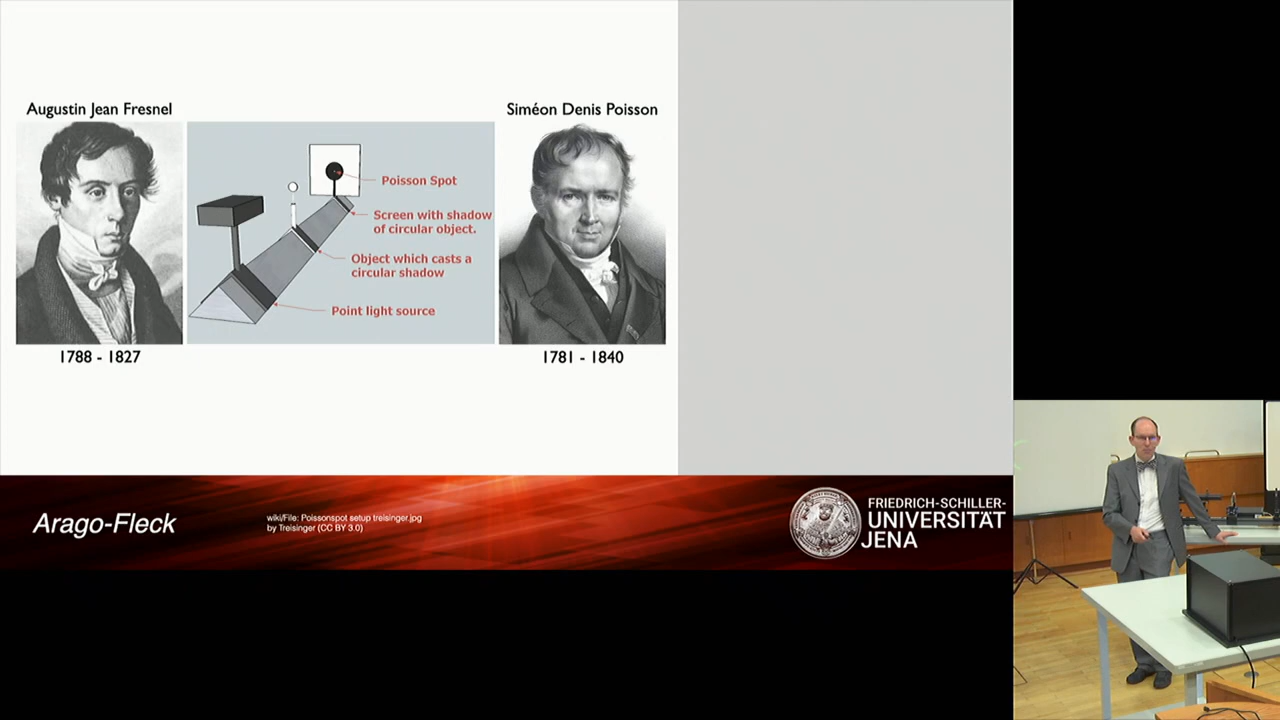 Augustin Jean Fresnel
Siméon Denis Poisson
Poisson Spot
Screen with shadow
of circular object.
Object which casts a
circular shadow
Point light source
1788 - 1827
1781 - 1840
Arago-Fleck
wiki/File: Poissonspot setup treisinger.jpg
by Treisinger (CC BY 3.0)
FRIEDRICH-SCHILLER-
UNIVERSITÄT
JENA